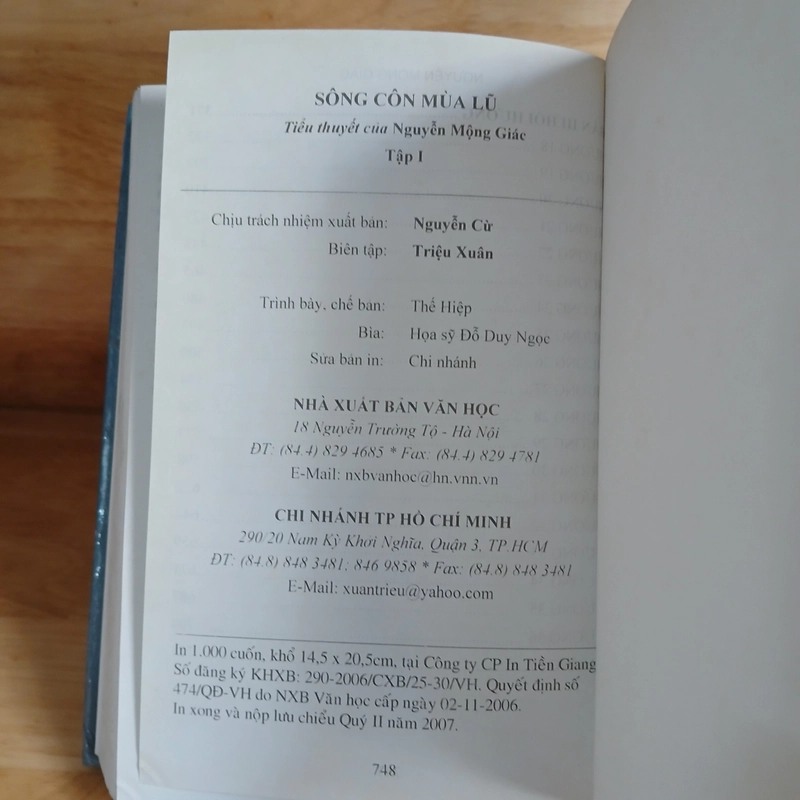 SÔNG CÔN MÙA LŨ
Tiểu thuyết của Nguyễn Mộng Giác
Tập I
Chịu trách nhiệm xuất bản: Nguyễn Cừ
Biên tập: Triệu Xuân
Trình bày, chế bản: Thế Hiệp
Bìa: Họa sỹ Đỗ Duy Ngọc
Sửa bản in: Chi nhánh
NHÀ XUẤT BẢN VĂN HỌC
18 Nguyễn Trường Tộ - Hà Nội
ĐT: (84.4) 829 4685 * Fax: (84.4) 829 4781
E-Mail: nxbvanhoc@hn.vnn.vn
CHI NHÁNH TP HỒ CHÍ MINH
290/20 Nam Kỳ Khơi Nghĩa, Quận 3, TP.HCM
ĐT: (84.8) 848 3481; 846 9858 * Fax: (84.8) 848 3481
E-Mail: xuantrieu@yahoo.com
In 1.000 cuốn, khổ 14,5 x 20,5cm, tại Công ty CP In Tiền Giang
Số đăng ký KHXB: 290-2006/CXB/25-30/VH. Quyết định số
474/QĐ-VH do NXB Văn học cấp ngày 02-11-2006.
In xong và nộp lưu chiểu Quý II năm 2007.
748